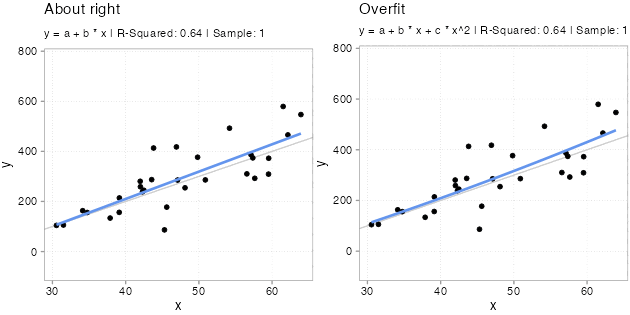 About right
y = a + b * x | R-Squared: 0.64 | Sample: 1
800
600
400
200
0
y
30
40
50
60
x
Overfit
y = a + b * x + c * x^2 | R-Squared: 0.64 | Sample: 1
800
600
400
200
0
y
30
40
50
60
x